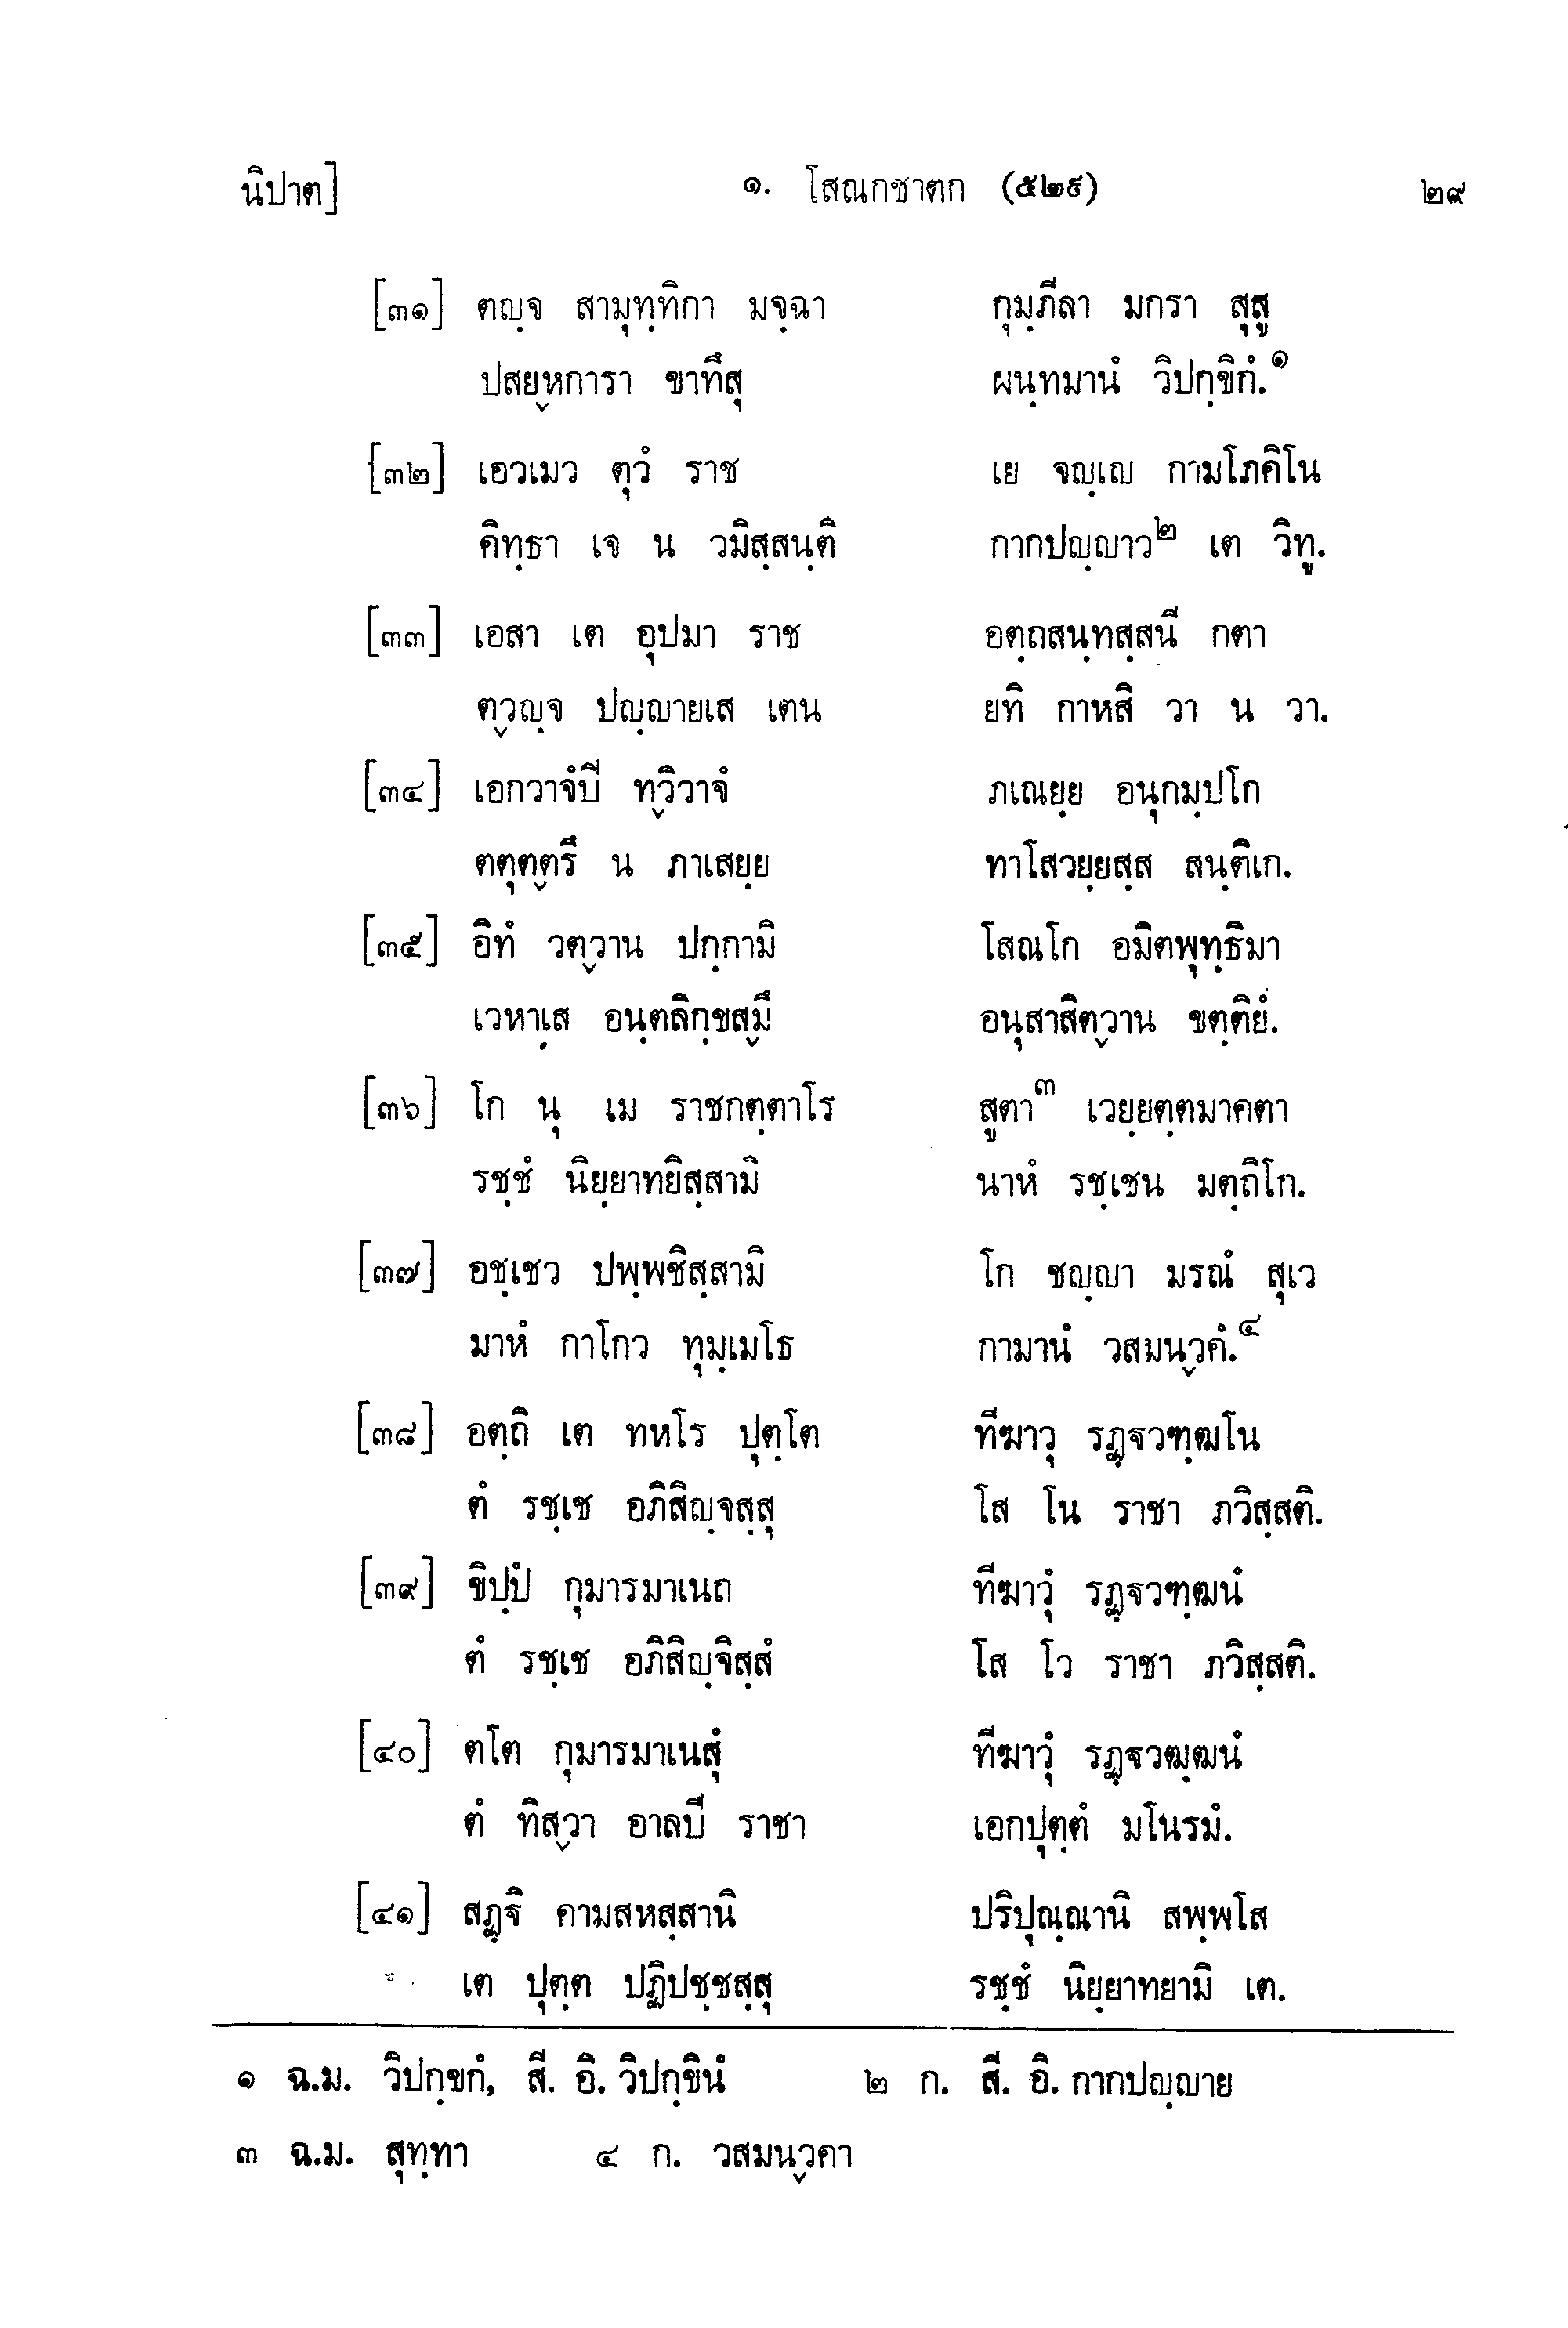 นิปาต] ๑. โสณกชาตก (๕๒๙) ๒๙
[๓๑] ตญฺจ สามุทฺทิกา มจฺฉา กุมฺภีลา มกรา สุสู
ปสยฺหการา ขาทึสุ ผนฺทมานํ วิปกฺขิกํ.๑
[๓๒] เอวเมว ตุวํ ราช เย จญฺเญ กามโภคิโน
คิทฺธา เจ น วมิสฺสนฺติ กากปญฺญาว๒ เต วิทู.
[๓๓] เอสา เต อุปมา ราช อตฺถสนฺทสฺสนี กตา
ตฺวญฺจ ปญฺญายเส เตน ยทิ กาหสิ วา น วา.
[๓๔] เอกวาจํปิ ทฺวิวาจํ ภเณยฺย อนุกมฺปโก
ตตุตฺตรึ น ภาเสยฺย ทาโสวยฺยสฺส สนฺติเก.
[๓๕] อิทํ วตฺวาน ปกฺกามิ โสณโก อมิตพุทฺธิมา
เวหาเส อนฺตลิกฺขสฺมึ อนุสาสิตฺวาน ขตฺติยํ.
[๓๖] โก นุ เม ราชกตฺตาโร สูตา๓ เวยฺยตฺตมาคตา
รชฺชํ นิยฺยาทยิสฺสามิ นาหํ รชฺเชน มตฺถิโก.
[๓๗] อชฺเชว ปพฺพชิสฺสามิ โก ชญฺญา มรณํ สุเว
มาหํ กาโกว ทุมฺเมโธ กามานํ วสมนฺวคํ.๔
[๓๘] อตฺถิ เต ทหโร ปุตฺโต ทีฆาวุ รฏฺฐวฑฺฒโน
ตํ รชฺเช อภิสิญฺจสฺสุ โส โน ราชา ภวิสฺสติ.
[๓๙] ขิปฺปํ กุมารมาเนถ ทีฆาวุํ รฏฺฐวฑฺฒนํ
ตํ รชฺเช อภิสิญฺจิสฺสํ โส โว ราชา ภวิสฺสติ.
[๔๐] ตโต กุมารมาเนสุํ ทีฆาวุํ รฏฺฐวฒฺฒนํ
ตํ ทิสฺวา อาลปี ราชา เอกปุตฺตํ มโนรมํ.
[๔๑] สฏฺฐิ คามสหสฺสานิ ปริปุณฺณานิ สพฺพโส
เต ปุตฺต ปฏิปชฺชสฺสุ รชฺชํ นิยฺยาทยามิ เต.
๑ ฉ.ม. วิปกฺขกํ, สี. อิ. วิปกฺขินํ ๒ ก. สี. อิ. กากปญฺญาย
๓ ฉ.ม. สุทฺทา ๔ ก. วสมนฺวคา